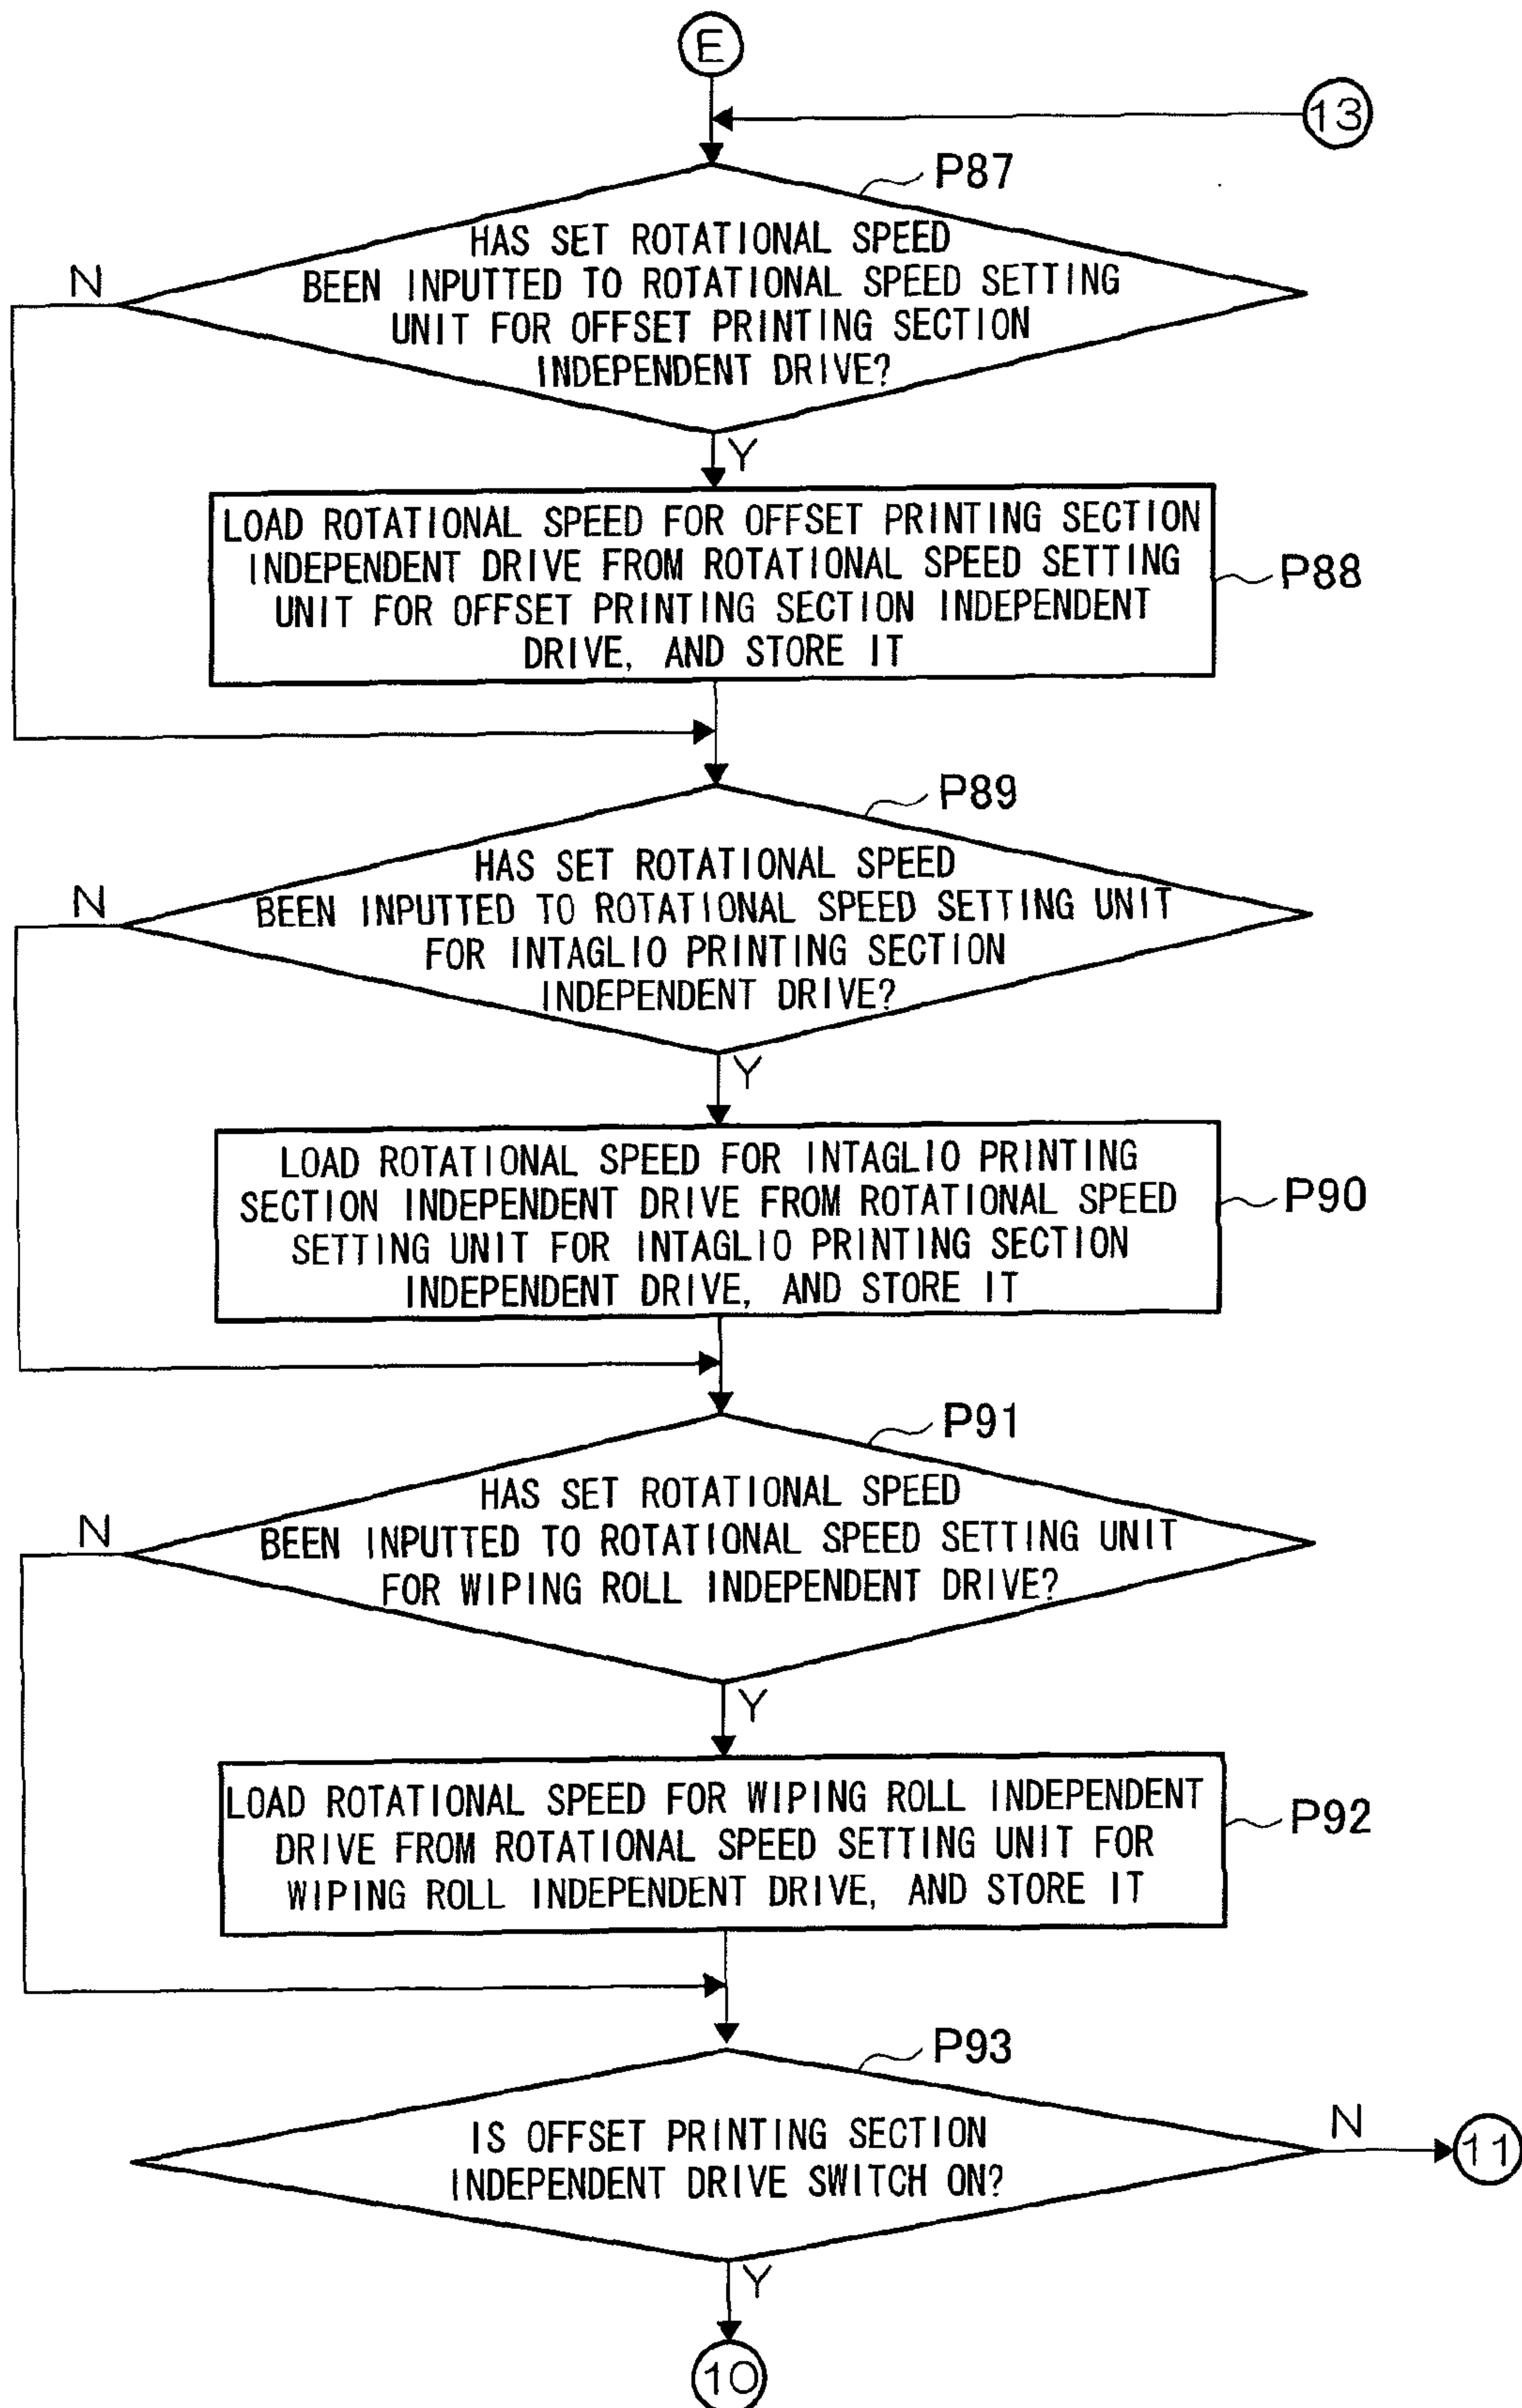 E
13
P87
HAS SET ROTATIONAL SPEED
BEEN INPUTTED TO ROTATIONAL SPEED SETTING
UNIT FOR OFFSET PRINTING SECTION
INDEPENDENT DRIVE?
N
Y
LOAD ROTATIONAL SPEED FOR OFFSET PRINTING SECTION
INDEPENDENT DRIVE FROM ROTATIONAL SPEED SETTING
UNIT FOR OFFSET PRINTING SECTION INDEPENDENT
DRIVE, AND STORE IT
P88
P89
HAS SET ROTATIONAL SPEED
BEEN INPUTTED TO ROTATIONAL SPEED SETTING UNIT
FOR INTAGLIO PRINTING SECTION
INDEPENDENT DRIVE?
N
Y
LOAD ROTATIONAL SPEED FOR INTAGLIO PRINTING
SECTION INDEPENDENT DRIVE FROM ROTATIONAL SPEED
SETTING UNIT FOR INTAGLIO PRINTING SECTION
INDEPENDENT DRIVE, AND STORE IT
P90
P91
HAS SET ROTATIONAL SPEED
BEEN INPUTTED TO ROTATIONAL SPEED SETTING UNIT
FOR WIPING ROLL INDEPENDENT DRIVE?
N
Y
LOAD ROTATIONAL SPEED FOR WIPING ROLL INDEPENDENT
DRIVE FROM ROTATIONAL SPEED SETTING UNIT FOR
WIPING ROLL INDEPENDENT DRIVE, AND STORE IT
P92
P93
IS OFFSET PRINTING SECTION
INDEPENDENT DRIVE SWITCH ON?
N
11
Y
10